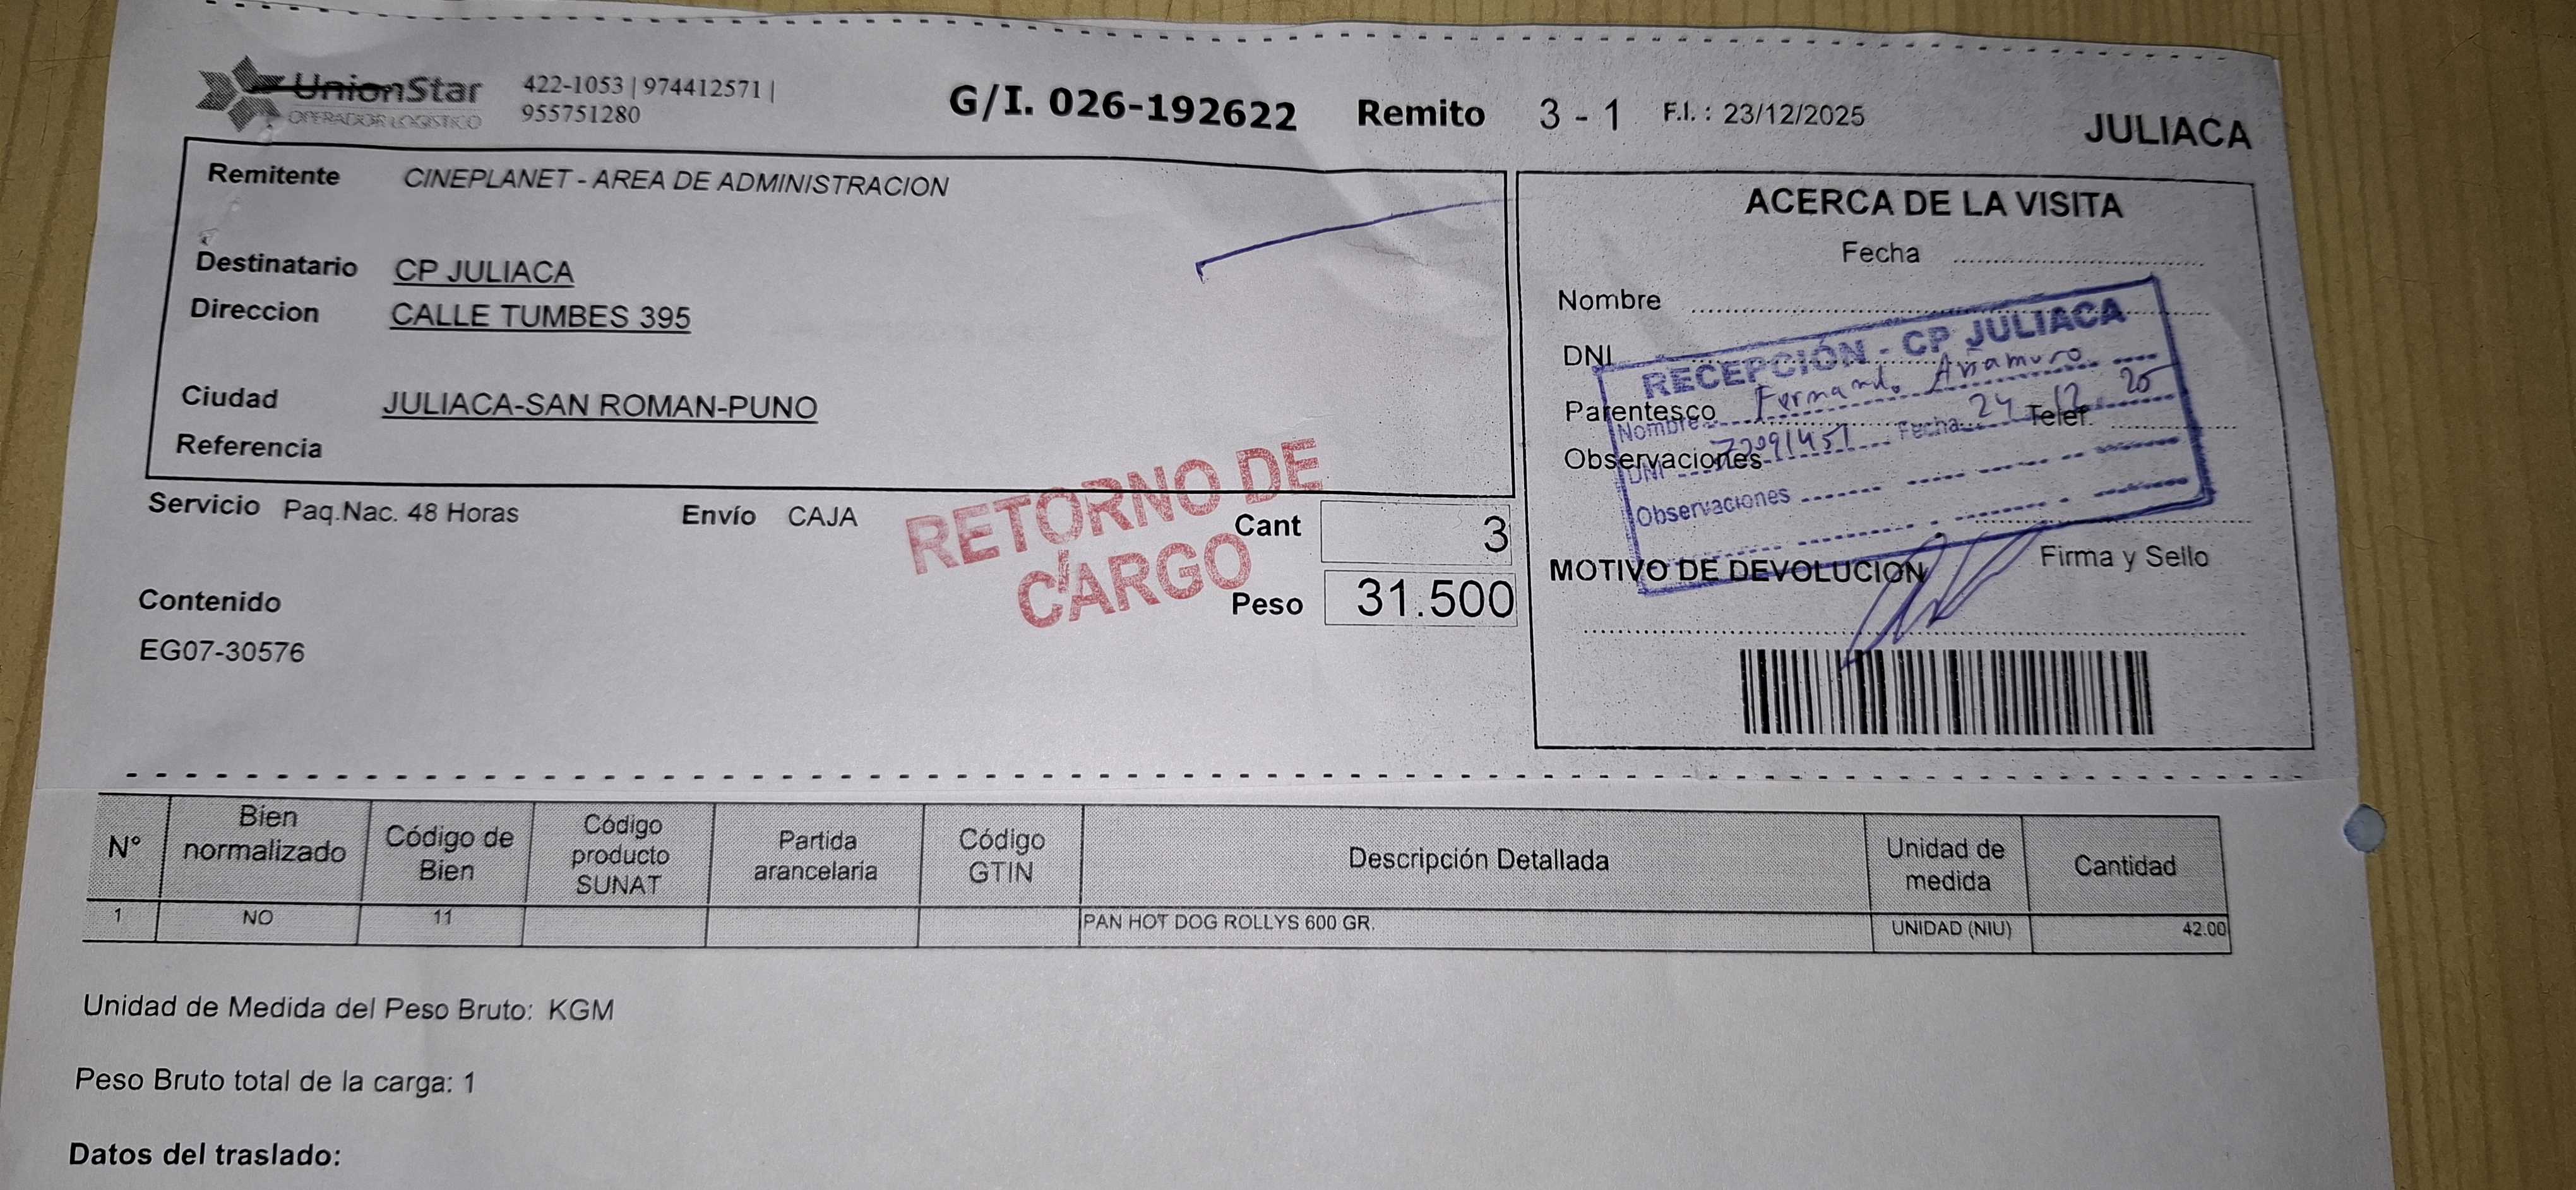 UnionStar
OPERADOR LOGISTICO
422-1053 | 974412571 |
955751280
G/I. 026-192622 Remito 3 - 1 F.I. : 23/12/2025
JULIACA
Remitente CINEPLANET - AREA DE ADMINISTRACION
Destinatario CP JULIACA
Direccion CALLE TUMBES 395
Ciudad JULIACA-SAN ROMAN-PUNO
Referencia
Servicio Paq.Nac. 48 Horas Envío CAJA
RETORNO DE
CARGO
Cant 3
Peso 31.500
Contenido
EG07-30576
ACERCA DE LA VISITA
Fecha
Nombre
DNI
Parentesco Telef.
Observaciones
Firma y Sello
MOTIVO DE DEVOLUCION
RECEPCIÓN - CP JULIACA
Nombre Fernando
DNI Fecha 24 12 25
Observaciones
N° Bien normalizado Código de Bien Código producto SUNAT Partida arancelaria Código GTIN Descripción Detallada Unidad de medida Cantidad
1 NO 11 PAN HOT DOG ROLLYS 600 GR. UNIDAD (NIU) 42.00
Unidad de Medida del Peso Bruto: KGM
Peso Bruto total de la carga: 1
Datos del traslado: